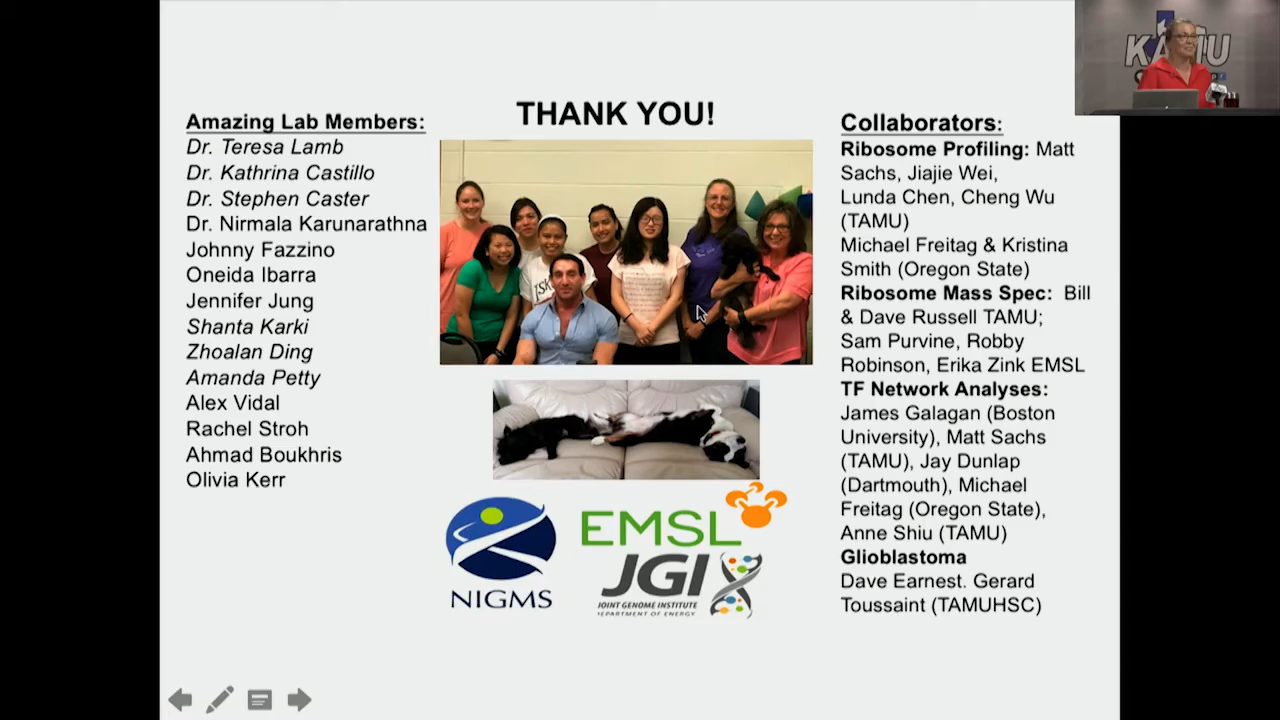 THANK YOU!
Amazing Lab Members:
Dr. Teresa Lamb
Dr. Kathrina Castillo
Dr. Stephen Caster
Dr. Nirmala Karunarathna
Johnny Fazzino
Oneida Ibarra
Jennifer Jung
Shanta Karki
Zhoalan Ding
Amanda Petty
Alex Vidal
Rachel Stroh
Ahmad Boukhris
Olivia Kerr
NIGMS
EMSL
JGI
JOINT GENOME INSTITUTE
DEPARTMENT OF ENERGY
Collaborators:
Ribosome Profiling: Matt
Sachs, Jiajie Wei,
Lunda Chen, Cheng Wu
(TAMU)
Michael Freitag & Kristina
Smith (Oregon State)
Ribosome Mass Spec: Bill
& Dave Russell TAMU;
Sam Purvine, Robby
Robinson, Erika Zink EMSL
TF Network Analyses:
James Galagan (Boston
University), Matt Sachs
(TAMU), Jay Dunlap
(Dartmouth), Michael
Freitag (Oregon State),
Anne Shiu (TAMU)
Glioblastoma
Dave Earnest. Gerard
Toussaint (TAMUHSC)
KAMU